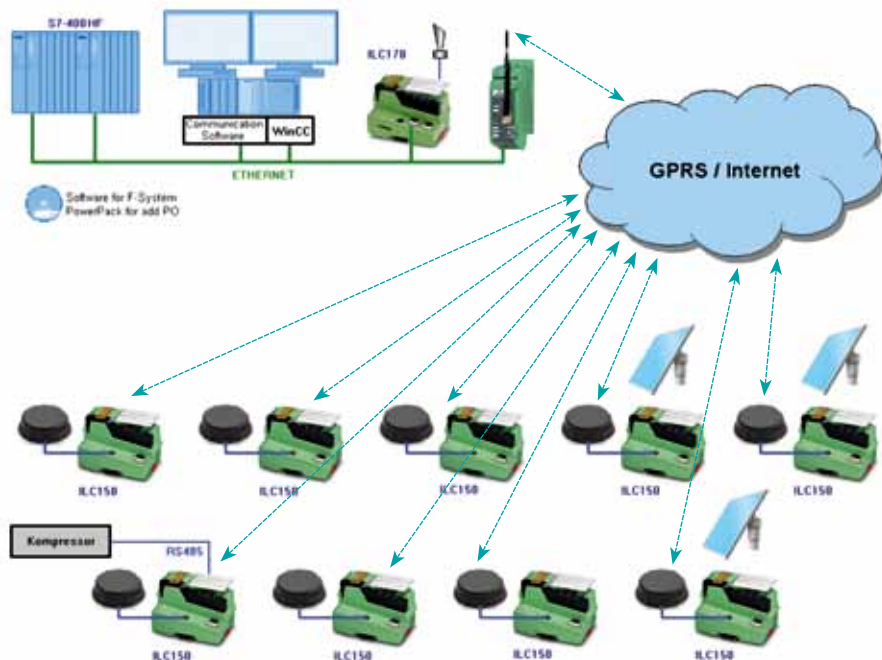 S7-400HF
ILC170
Communication
Software
WinCC
ETHERNET
Software for F-System
PowerPack for add PO
GPRS / Internet
ILC150
ILC150
ILC150
ILC150
ILC150
Kompressor
RS485
ILC150
ILC150
ILC150
ILC150